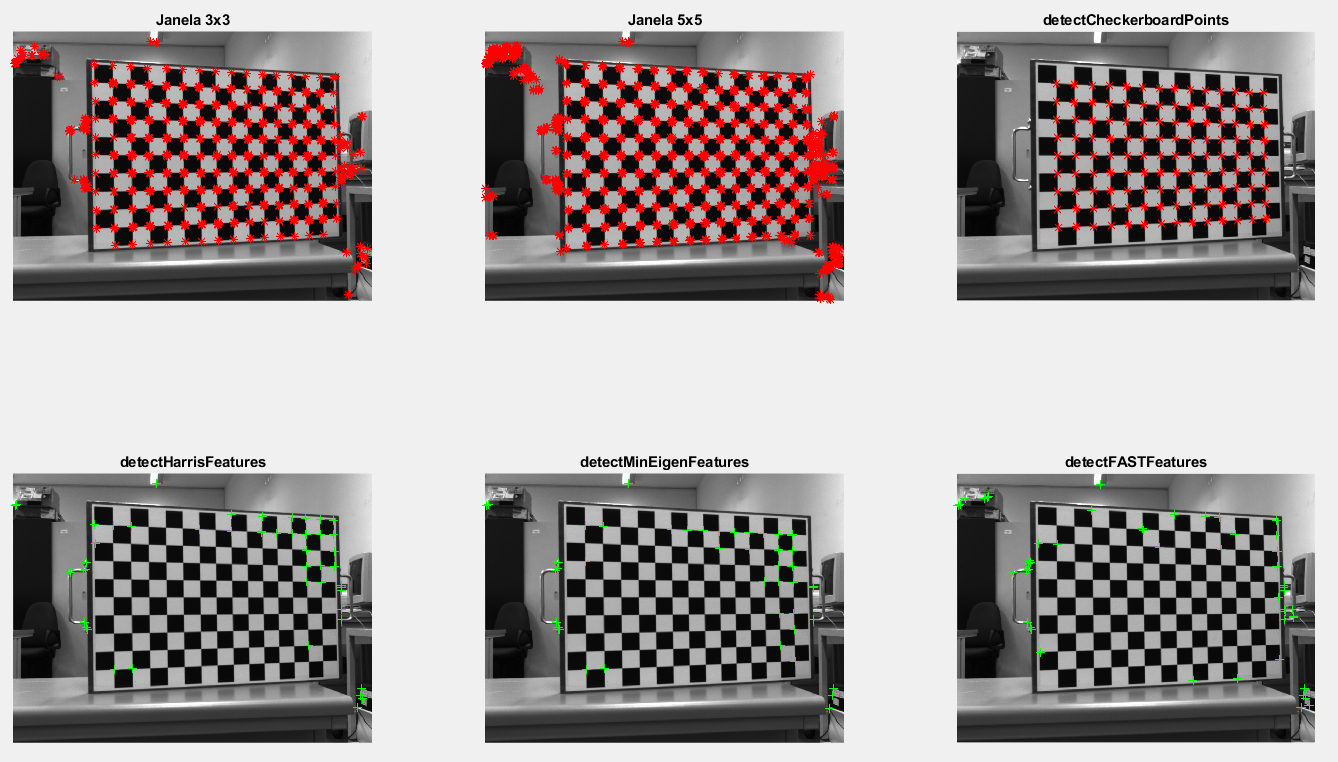 Janela 3x3
Janela 5x5
detectCheckerboardPoints
detectHarrisFeatures
detectMinEigenFeatures
detectFASTFeatures